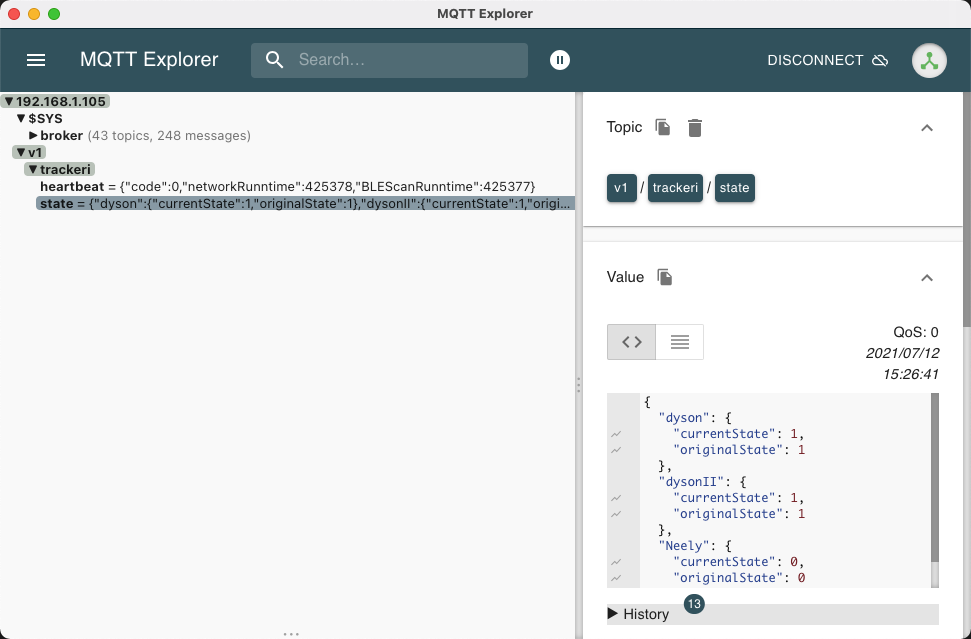 MQTT Explorer
MQTT Explorer
Search…
DISCONNECT
▼192.168.1.105
▼$SYS
▶broker (43 topics, 248 messages)
▼v1
▼trackeri
heartbeat = {"code":0,"networkRunntime":425378,"BLEScanRunntime":425377}
state = {"dyson":{"currentState":1,"originalState":1},"dysonII":{"currentState":1,"origi...
Topic
v1 / trackeri / state
Value
QoS: 0
2021/07/12
15:26:41
{
"dyson": {
"currentState": 1,
"originalState": 1
},
"dysonII": {
"currentState": 1,
"originalState": 1
},
"Neely": {
"currentState": 0,
"originalState": 0
▶ History 13